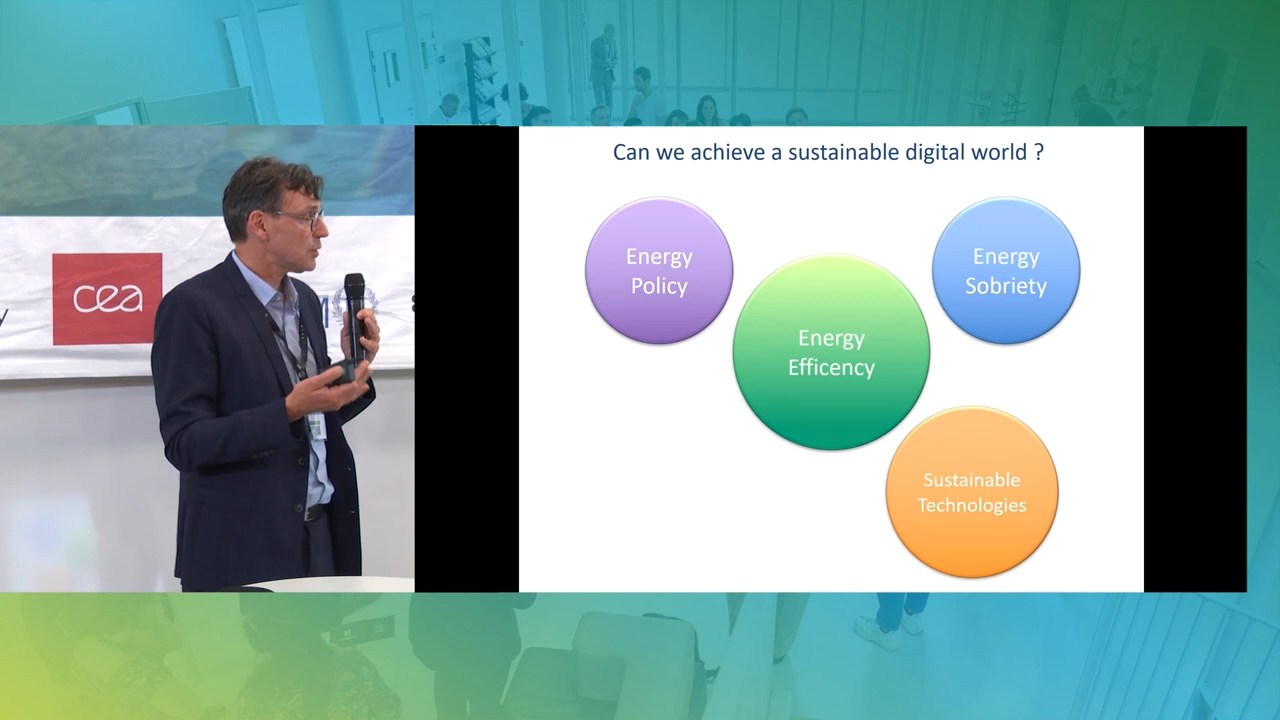 Can we achieve a sustainable digital world ?
Energy
Policy
Energy
Sobriety
Energy
Efficency
Sustainable
Technologies
cea